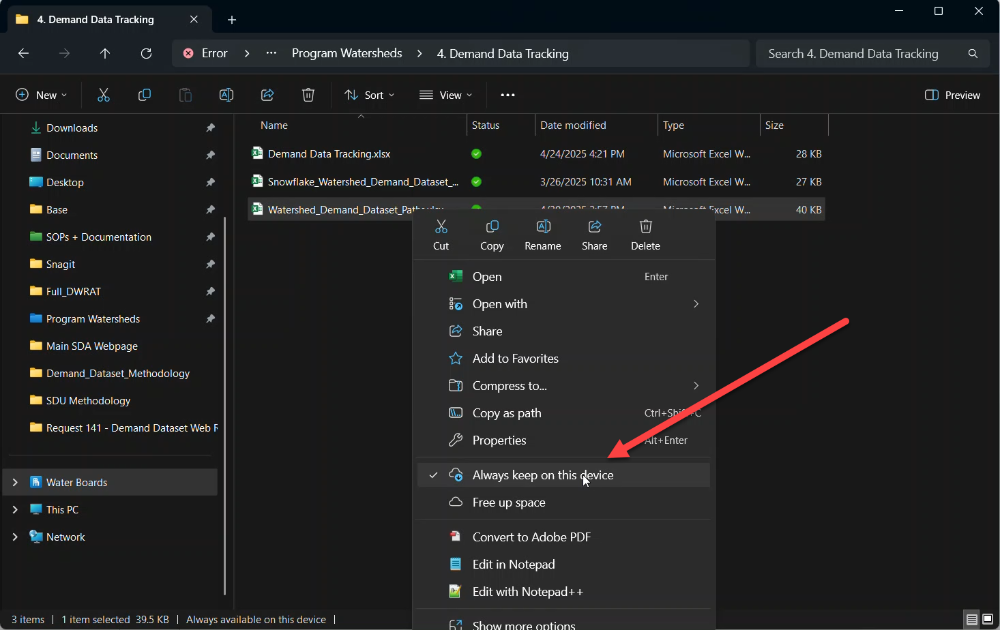 4. Demand Data Tracking
Error > ... Program Watersheds > 4. Demand Data Tracking
Search 4. Demand Data Tracking
New
Sort
View
Preview
Downloads
Documents
Desktop
Base
SOPs + Documentation
Snagit
Full_DWRAT
Program Watersheds
Main SDA Webpage
Demand_Dataset_Methodology
SDU Methodology
Request 141 - Demand Dataset Web
Water Boards
This PC
Network
Name Status Date modified Type Size
Demand Data Tracking.xlsx 4/24/2025 4:21 PM Microsoft Excel W... 28 KB
Snowflake_Watershed_Demand_Dataset_... 3/26/2025 10:31 AM Microsoft Excel W... 27 KB
Watershed_Demand_Dataset_Paths.xlsx Microsoft Excel W... 40 KB
Cut Copy Rename Share Delete
Open Enter
Open with
Share
Add to Favorites
Compress to...
Copy as path Ctrl+Shift+C
Properties Alt+Enter
Always keep on this device
Free up space
Convert to Adobe PDF
Edit in Notepad
Edit with Notepad++
Show more options
3 items | 1 item selected 39.5 KB | Always available on this device |